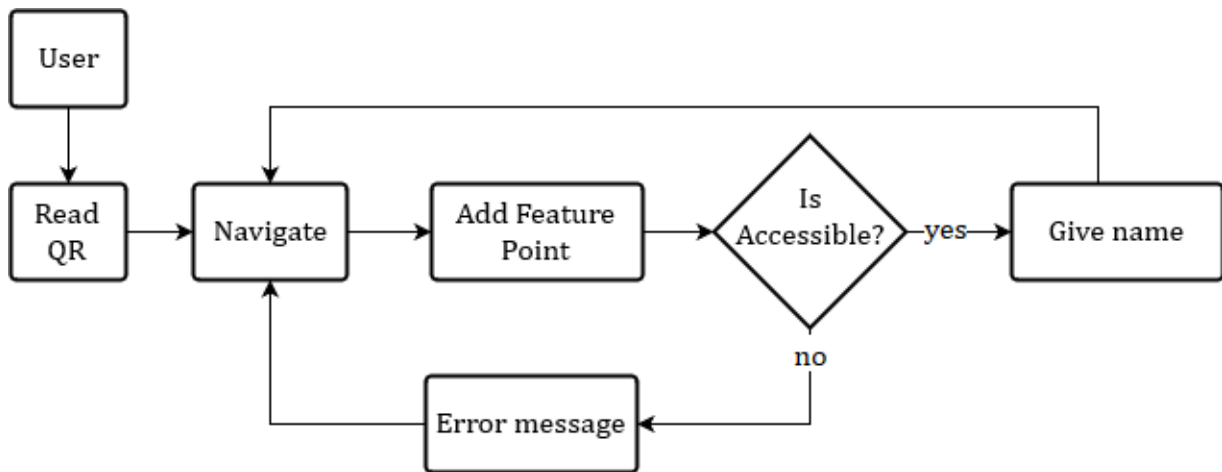 User
Read
QR
Navigate
Add Feature
Point
Is
Accessible?
yes
Give name
no
Error message